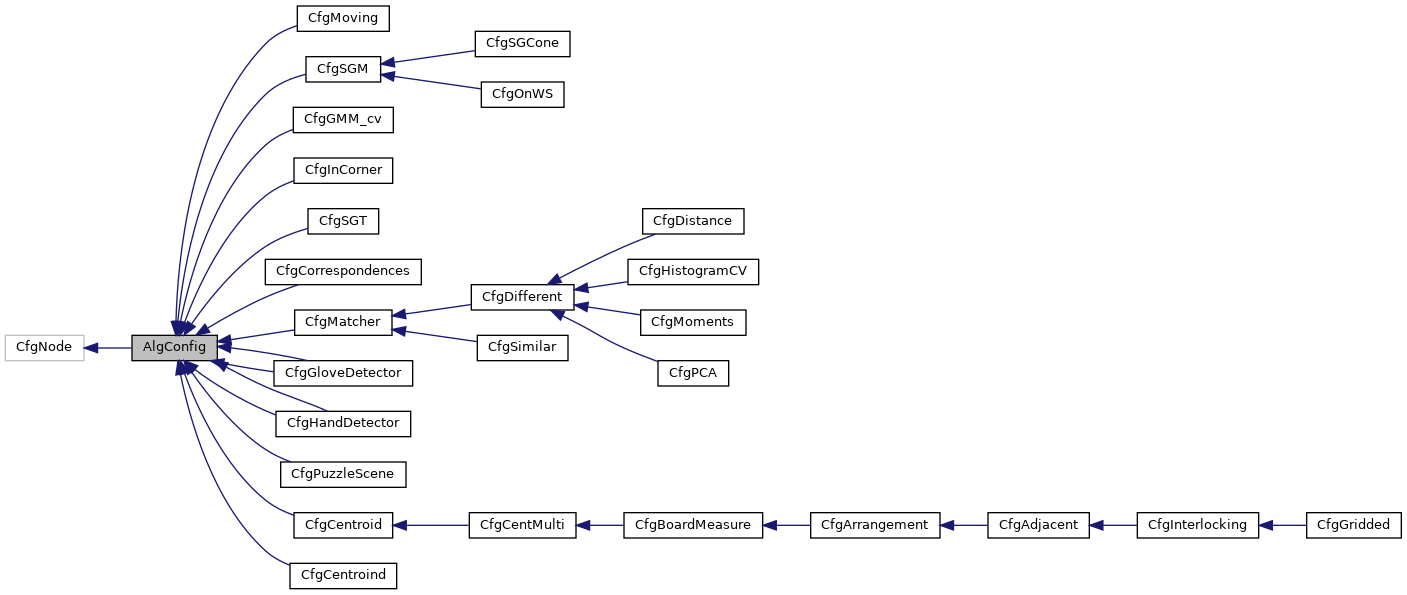 CfgMoving
CfgSGCone
CfgSGM
CfgOnWS
CfgGMM_cv
CfgInCorner
CfgSGT
CfgDistance
CfgCorrespondences
CfgHistogramCV
CfgDifferent
CfgMatcher
CfgMoments
CfgNode
AlgConfig
CfgSimilar
CfgGloveDetector
CfgPCA
CfgHandDetector
CfgPuzzleScene
CfgCentroid
CfgCentMulti
CfgBoardMeasure
CfgArrangement
CfgAdjacent
CfgInterlocking
CfgGridded
CfgCentroind